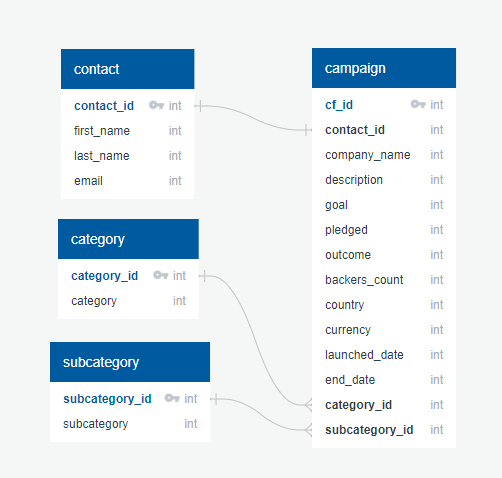 contact
contact_id int
first_name int
last_name int
email int
category
category_id int
category int
subcategory
subcategory_id int
subcategory int
campaign
cf_id int
contact_id int
company_name int
description int
goal int
pledged int
outcome int
backers_count int
country int
currency int
launched_date int
end_date int
category_id int
subcategory_id int